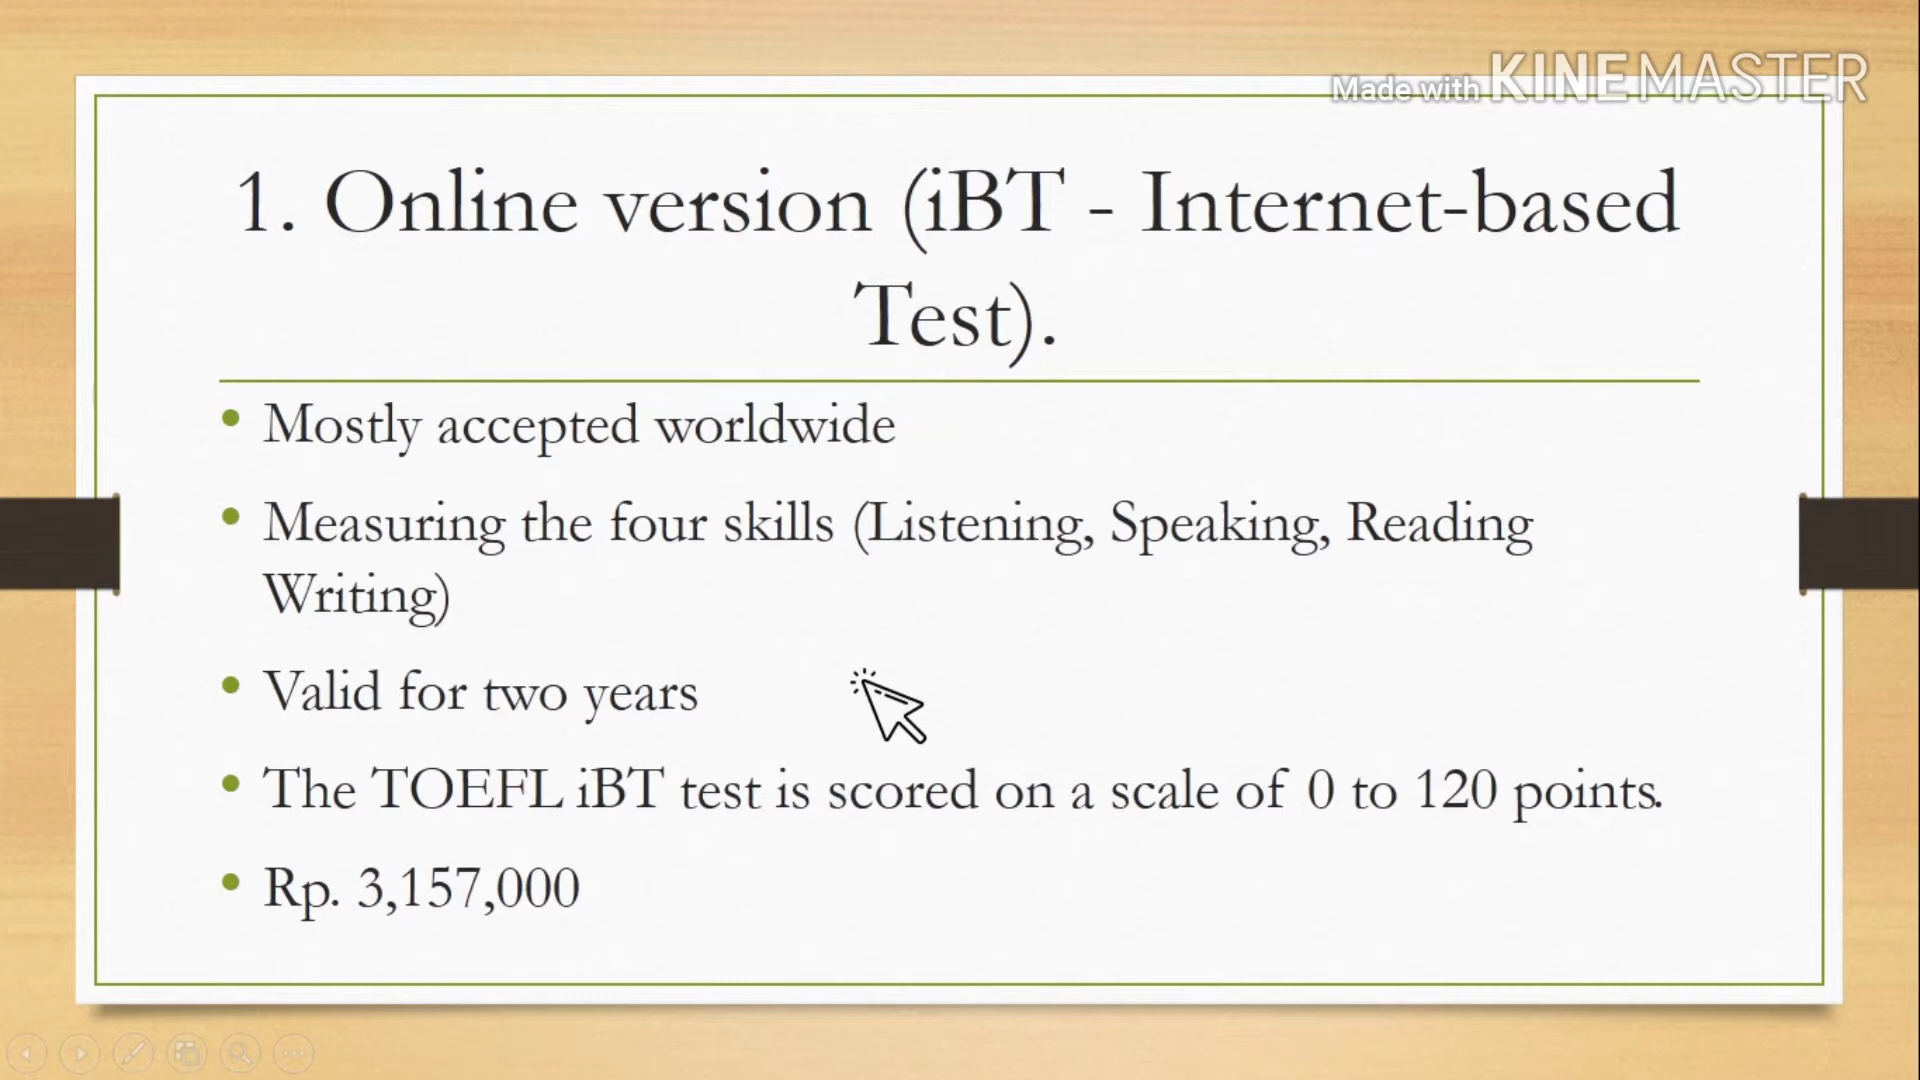 Made with KINEMASTER
1. Online version (iBT - Internet-based
Test).
• Mostly accepted worldwide
• Measuring the four skills (Listening, Speaking, Reading
Writing)
• Valid for two years
• The TOEFL iBT test is scored on a scale of 0 to 120 points.
• Rp. 3,157,000